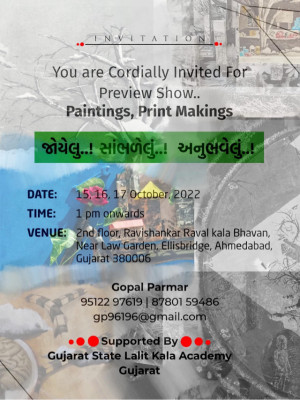 INVITATION
You are Cordially Invited For
Preview Show..
Paintings, Print Makings
જોયેલુ..! સાંભળેલું..! અનુભવેલું..!
DATE: 15, 16, 17 October, 2022
TIME: 1 pm onwards
VENUE: 2nd floor, Ravishankar Raval kala Bhavan,
Near Law Garden, Ellisbridge, Ahmedabad,
Gujarat 380006
Gopal Parmar
95122 97619 | 87801 59486
gp96196@gmail.com
Supported By
Gujarat State Lalit Kala Academy
Gujarat